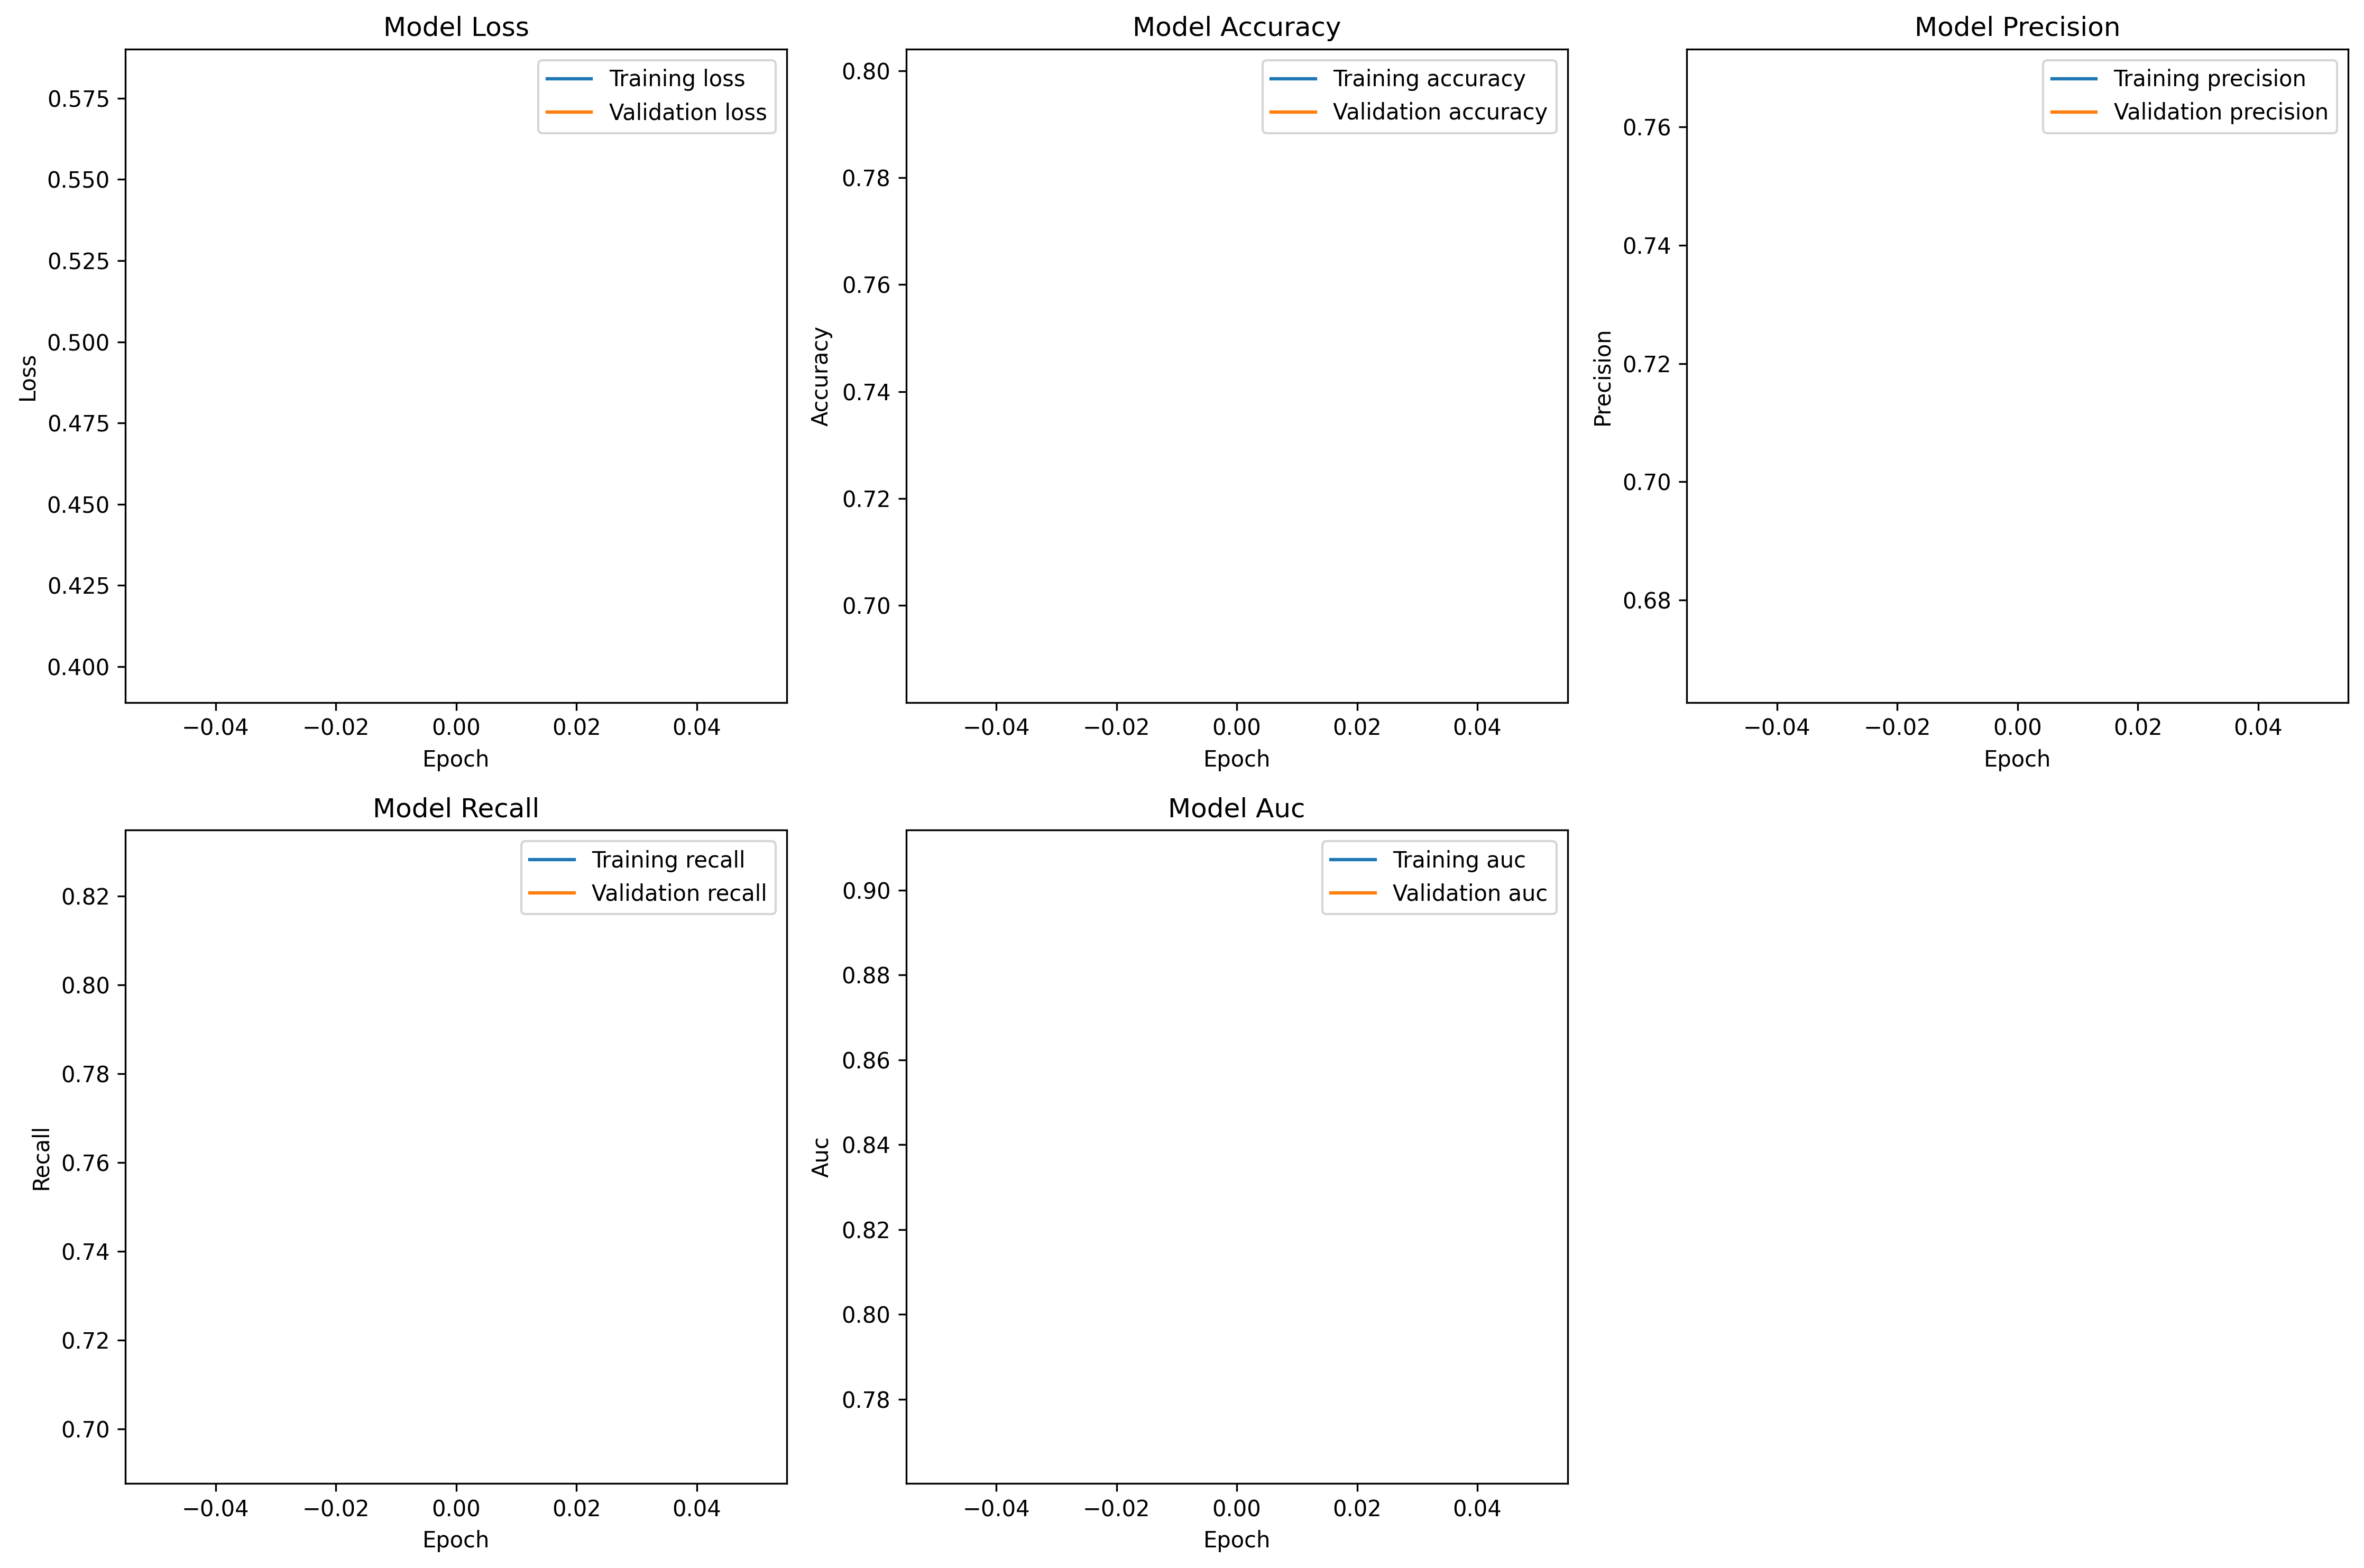 Model Loss
Training loss
Validation loss
0.575
0.550
0.525
0.500
0.475
0.450
0.425
0.400
Loss
−0.04 −0.02 0.00 0.02 0.04
Epoch
Model Accuracy
Training accuracy
Validation accuracy
0.80
0.78
0.76
0.74
0.72
0.70
Accuracy
−0.04 −0.02 0.00 0.02 0.04
Epoch
Model Precision
Training precision
Validation precision
0.76
0.74
0.72
0.70
0.68
Precision
−0.04 −0.02 0.00 0.02 0.04
Epoch
Model Recall
Training recall
Validation recall
0.82
0.80
0.78
0.76
0.74
0.72
0.70
Recall
−0.04 −0.02 0.00 0.02 0.04
Epoch
Model Auc
Training auc
Validation auc
0.90
0.88
0.86
0.84
0.82
0.80
0.78
Auc
−0.04 −0.02 0.00 0.02 0.04
Epoch